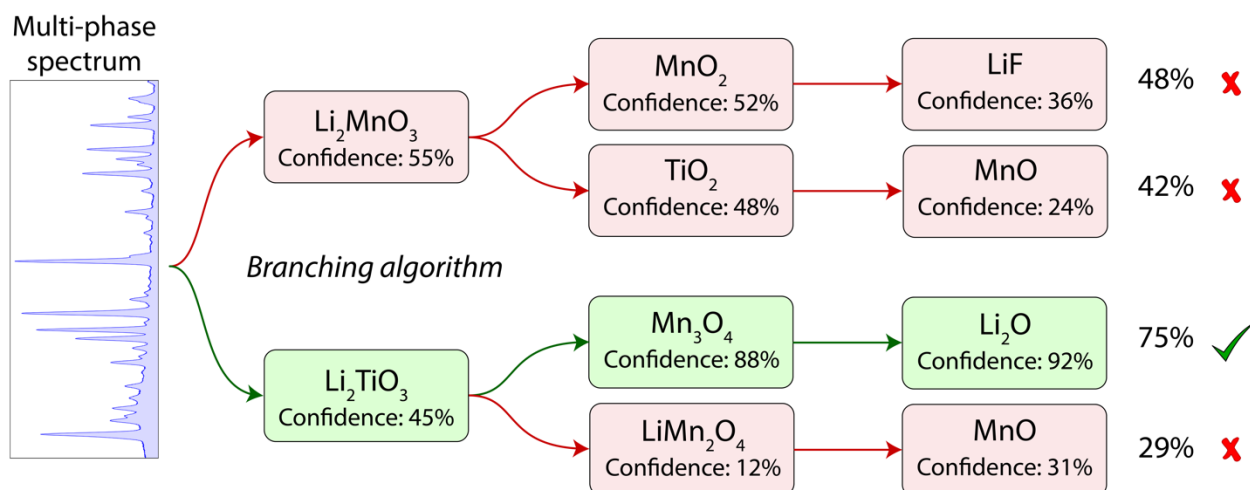 Multi-phase
spectrum
Li₂MnO₃
Confidence: 55%
MnO₂
Confidence: 52%
LiF
Confidence: 36%
48% ✘
TiO₂
Confidence: 48%
MnO
Confidence: 24%
42% ✘
Branching algorithm
Li₂TiO₃
Confidence: 45%
Mn₃O₄
Confidence: 88%
Li₂O
Confidence: 92%
75% ✓
LiMn₂O₄
Confidence: 12%
MnO
Confidence: 31%
29% ✘